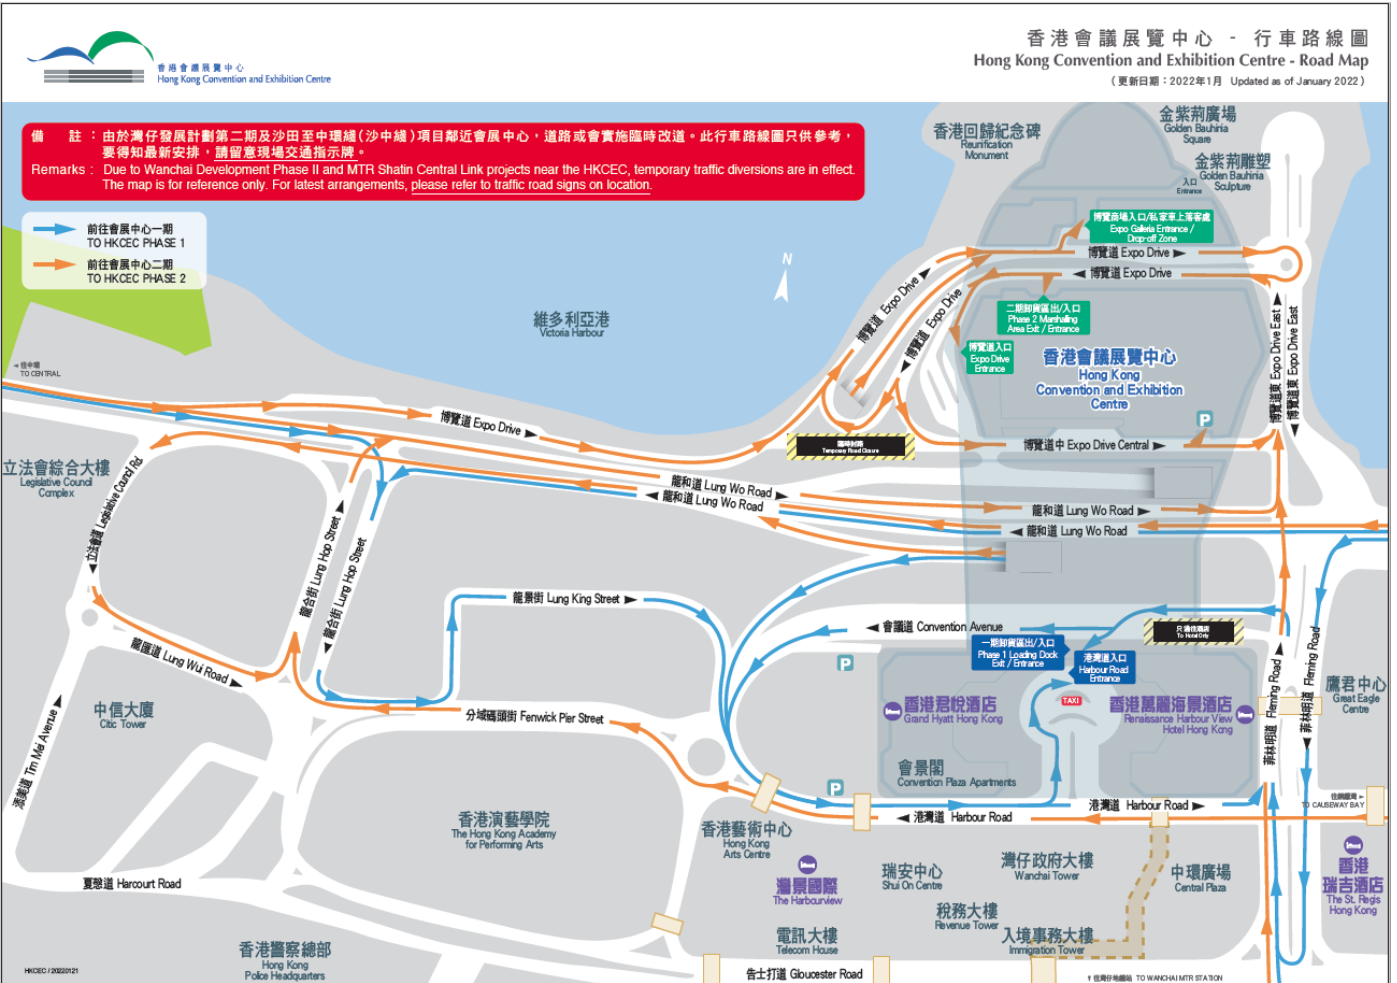 香港會議展覽中心
Hong Kong Convention and Exhibition Centre
香港會議展覽中心 - 行車路線圖
Hong Kong Convention and Exhibition Centre - Road Map
（更新日期：2022年1月 Updated as of January 2022）
備 註：由於灣仔發展計劃第二期及沙田至中環綫(沙中綫)項目鄰近會展中心，道路或會實施臨時改道。此行車路線圖只供參考，
要得知最新安排，請留意現場交通指示牌。
Remarks : Due to Wanchai Development Phase II and MTR Shatin Central Link projects near the HKCEC, temporary traffic diversions are in effect.
The map is for reference only. For latest arrangements, please refer to traffic road signs on location.
前往會展中心一期
TO HKCEC PHASE 1
前往會展中心二期
TO HKCEC PHASE 2
香港回歸紀念碑
Reunification
Monument
金紫荊廣場
Golden Bauhinia
Square
金紫荊雕塑
Golden Bauhinia
Sculpture
入口
Entrance
博覽商場入口/私家車上落客處
Expo Galleria Entrance /
Drop-off Zone
博覽道 Expo Drive
博覽道 Expo Drive
博覽道 Expo Drive
博覽道 Expo Drive
N
維多利亞港
Victoria Harbour
二期卸貨區出/入口
Phase 2 Marshaling
Area Exit / Entrance
博覽道入口
Expo Drive
Entrance
香港會議展覽中心
Hong Kong
Convention and Exhibition
Centre
博覽道東 Expo Drive East
博覽道東 Expo Drive East
往中環
TO CENTRAL
博覽道 Expo Drive
臨時封路
Temporary Road Closure
博覽道中 Expo Drive Central
P
立法會綜合大樓
Legislative Council
Complex
立法會道 Legislative Council Rd
龍和道 Lung Wo Road
龍和道 Lung Wo Road
龍和道 Lung Wo Road
龍和道 Lung Wo Road
龍合街 Lung Hop Street
龍合街 Lung Hop Street
龍景街 Lung King Street
會議道 Convention Avenue
只通往酒店
To Hotel Only
一期卸貨區出/入口
Phase 1 Loading Dock
Exit / Entrance
港灣道入口
Harbour Road
Entrance
P
龍匯道 Lung Wui Road
添美道 Tim Mei Avenue
中信大廈
Citic Tower
分域碼頭街 Fenwick Pier Street
香港君悅酒店
Grand Hyatt Hong Kong
TAXI
香港萬麗海景酒店
Renaissance Harbour View
Hotel Hong Kong
菲林明道 Fleming Road
菲林明道 Fleming Road
鷹君中心
Great Eagle
Centre
會景閣
Convention Plaza Apartments
P
港灣道 Harbour Road
港灣道 Harbour Road
往銅鑼灣
TO CAUSEWAY BAY
香港演藝學院
The Hong Kong Academy
for Performing Arts
香港藝術中心
Hong Kong
Arts Centre
灣景國際
The Harbourview
瑞安中心
Shui On Centre
灣仔政府大樓
Wanchai Tower
中環廣場
Central Plaza
香港
瑞吉酒店
The St. Regis
Hong Kong
夏慤道 Harcourt Road
稅務大樓
Revenue Tower
電訊大樓
Telecom House
入境事務大樓
Immigration Tower
香港警察總部
Hong Kong
Police Headquarters
告士打道 Gloucester Road
往灣仔地鐵站 TO WANCHAI MTR STATION
HKCEC / 20220121